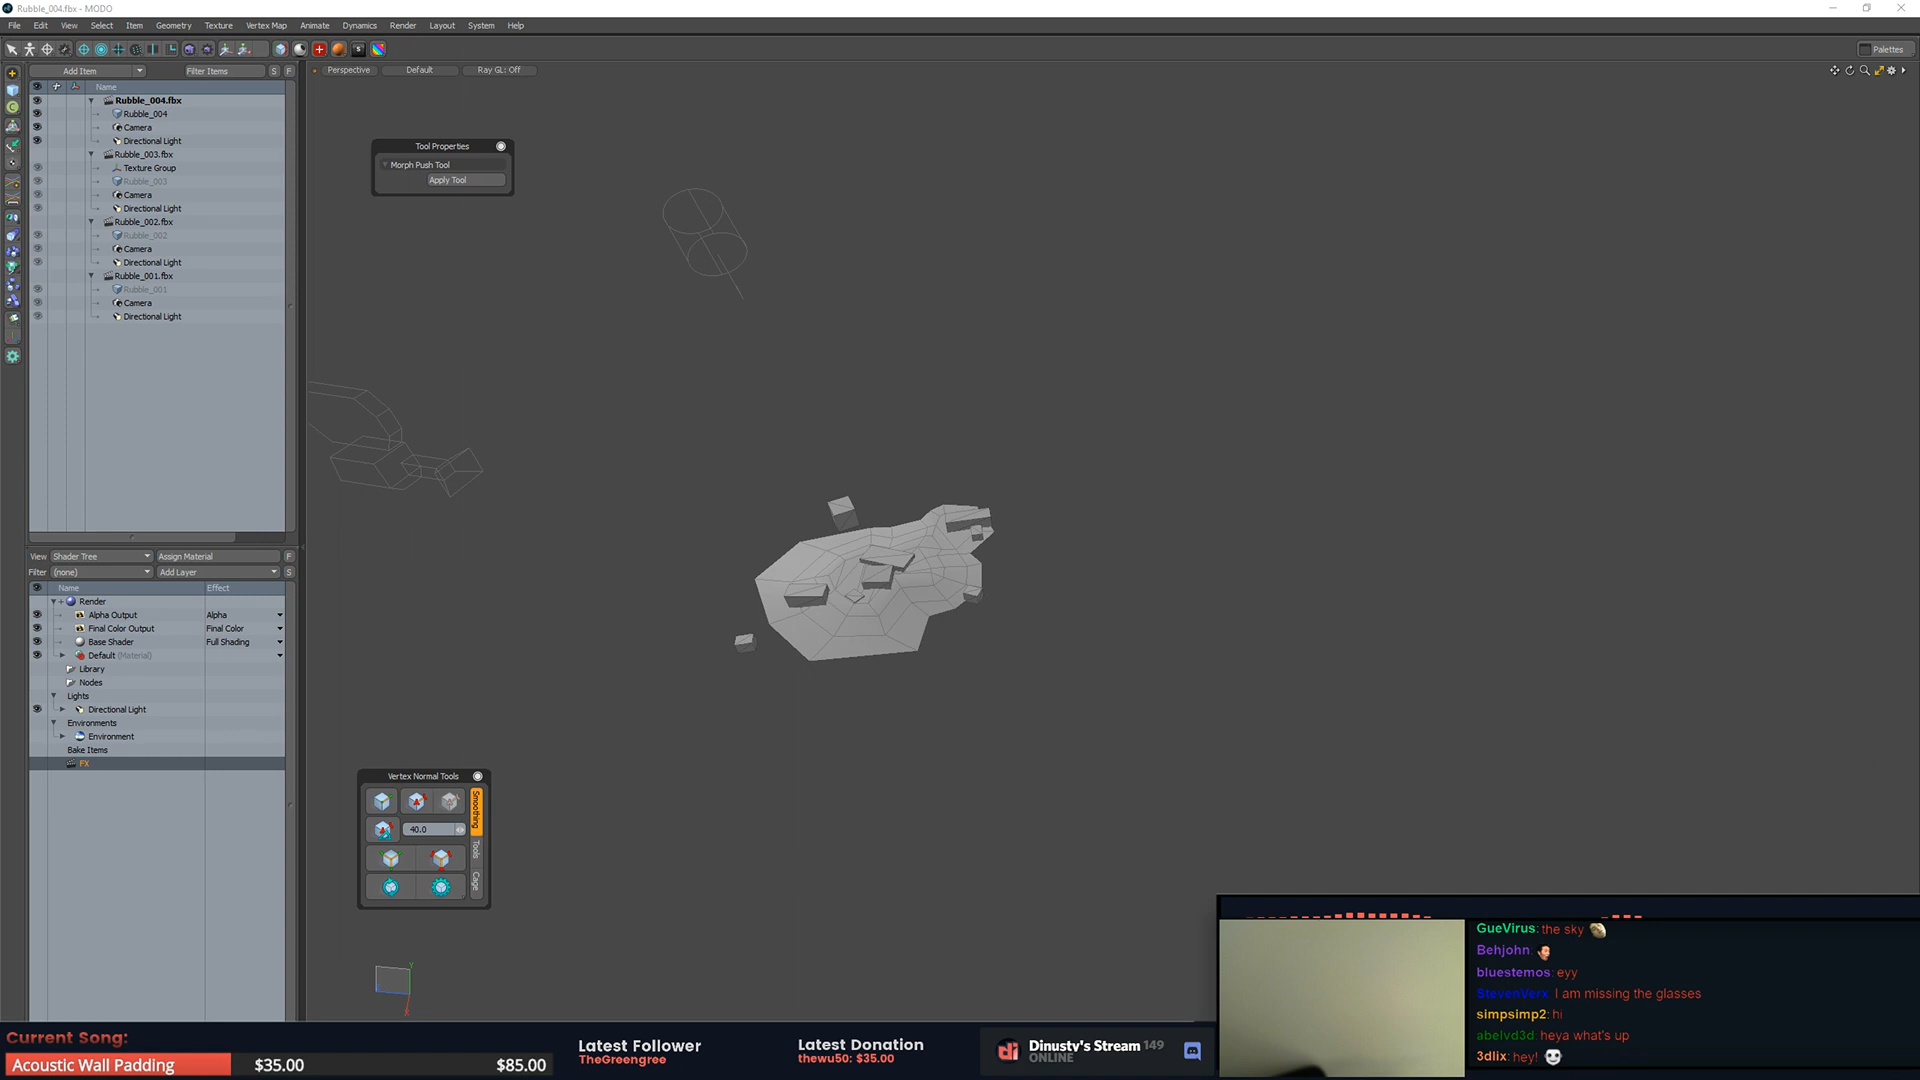 Rubble_004.fbx - MODO
File Edit View Select Item Geometry Texture Vertex Map Animate Dynamics Render Layout System Help
Palettes
Add Item Filter Items S F
Perspective Default Ray GL: Off
Name
Rubble_004.fbx
Rubble_004
Camera
Directional Light
Rubble_003.fbx
Texture Group
Rubble_003
Camera
Directional Light
Rubble_002.fbx
Rubble_002
Camera
Directional Light
Rubble_001.fbx
Rubble_001
Camera
Directional Light
Tool Properties
Morph Push Tool
Apply Tool
View Shader Tree Assign Material F
Filter (none) Add Layer S
Name Effect
Render
Alpha Output Alpha
Final Color Output Final Color
Base Shader Full Shading
Default (Material)
Library
Nodes
Lights
Directional Light
Environments
Environment
Bake Items
FX
Vertex Normal Tools
40.0
Smoothing
Tools
Cage
Y
X
GueVirus: the sky
Behjohn:
bluestemos: eyy
StevenVerx: I am missing the glasses
simpsimp2: hi
abelvd3d: heya what's up
3dlix: hey!
Current Song:
Acoustic Wall Padding $35.00 $85.00
Latest Follower
TheGreengree
Latest Donation
thewu50: $35.00
Dinusty's Stream 149
ONLINE